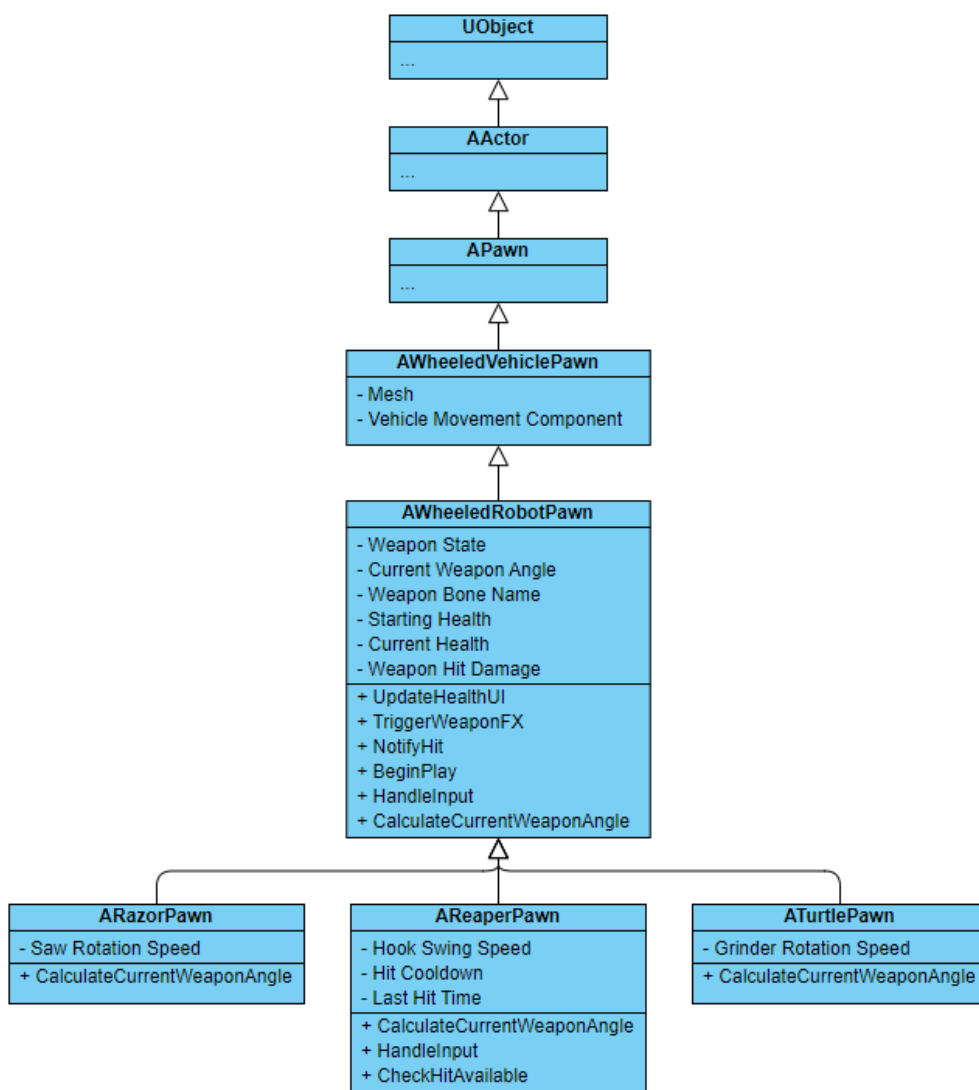 UObject
...
AActor
...
APawn
...
AWheeledVehiclePawn
- Mesh
- Vehicle Movement Component
AWheeledRobotPawn
- Weapon State
- Current Weapon Angle
- Weapon Bone Name
- Starting Health
- Current Health
- Weapon Hit Damage
+ UpdateHealthUI
+ TriggerWeaponFX
+ NotifyHit
+ BeginPlay
+ HandleInput
+ CalculateCurrentWeaponAngle
ARazorPawn
- Saw Rotation Speed
+ CalculateCurrentWeaponAngle
AReaperPawn
- Hook Swing Speed
- Hit Cooldown
- Last Hit Time
+ CalculateCurrentWeaponAngle
+ HandleInput
+ CheckHitAvailable
ATurtlePawn
- Grinder Rotation Speed
+ CalculateCurrentWeaponAngle